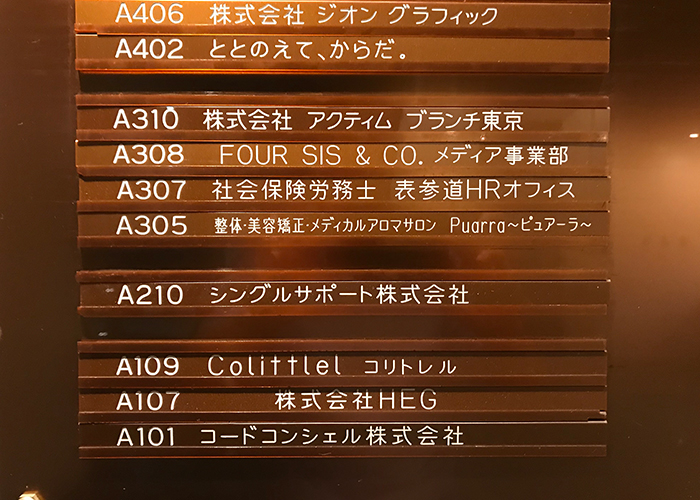 A406 株式会社 ジオン グラフィック
A402 ととのえて、からだ。
A310 株式会社 アクティム ブランチ東京
A308 FOUR SIS & CO. メディア事業部
A307 社会保険労務士 表参道HRオフィス
A305 整体・美容矯正・メディカルアロマサロン Puarra～ピュアーラ～
A210 シングルサポート株式会社
A109 Colittlel コリトレル
A107 株式会社HEG
A101 コードコンシェル株式会社